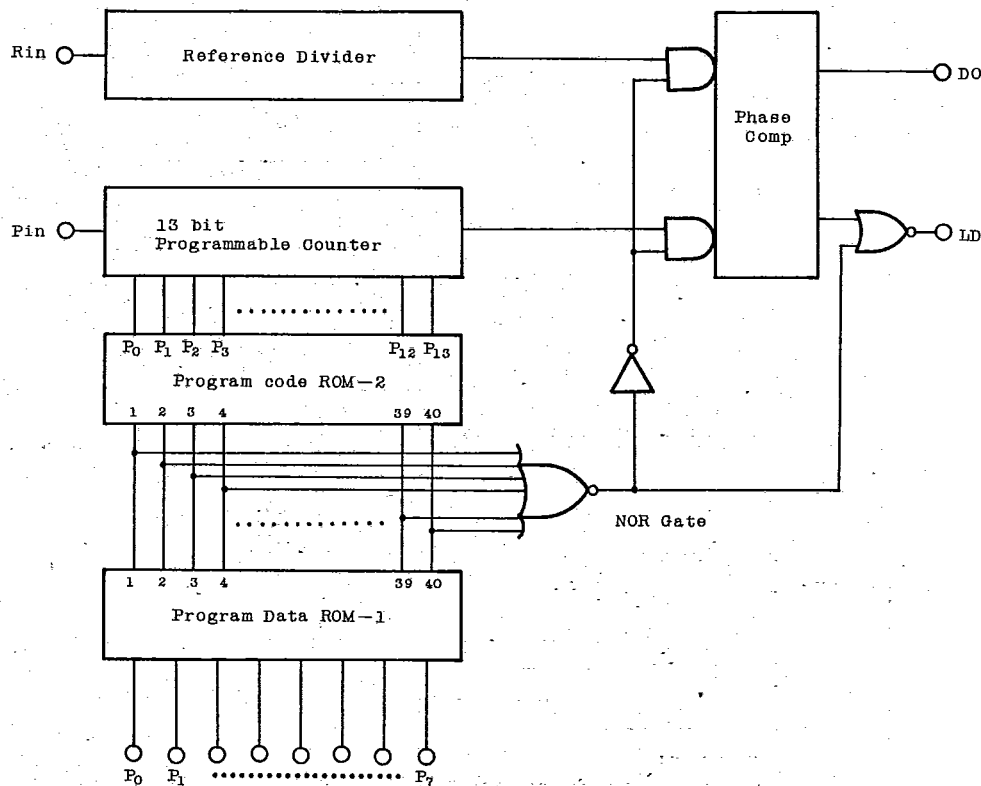 Rin
Reference Divider
DO
Phase
Comp
Pin
13 bit
Programmable Counter
LD
P0 P1 P2 P3 P12 P13
Program code ROM-2
1 2 3 4 39 40
NOR Gate
1 2 3 4 39 40
Program Data ROM-1
P0 P1 P7